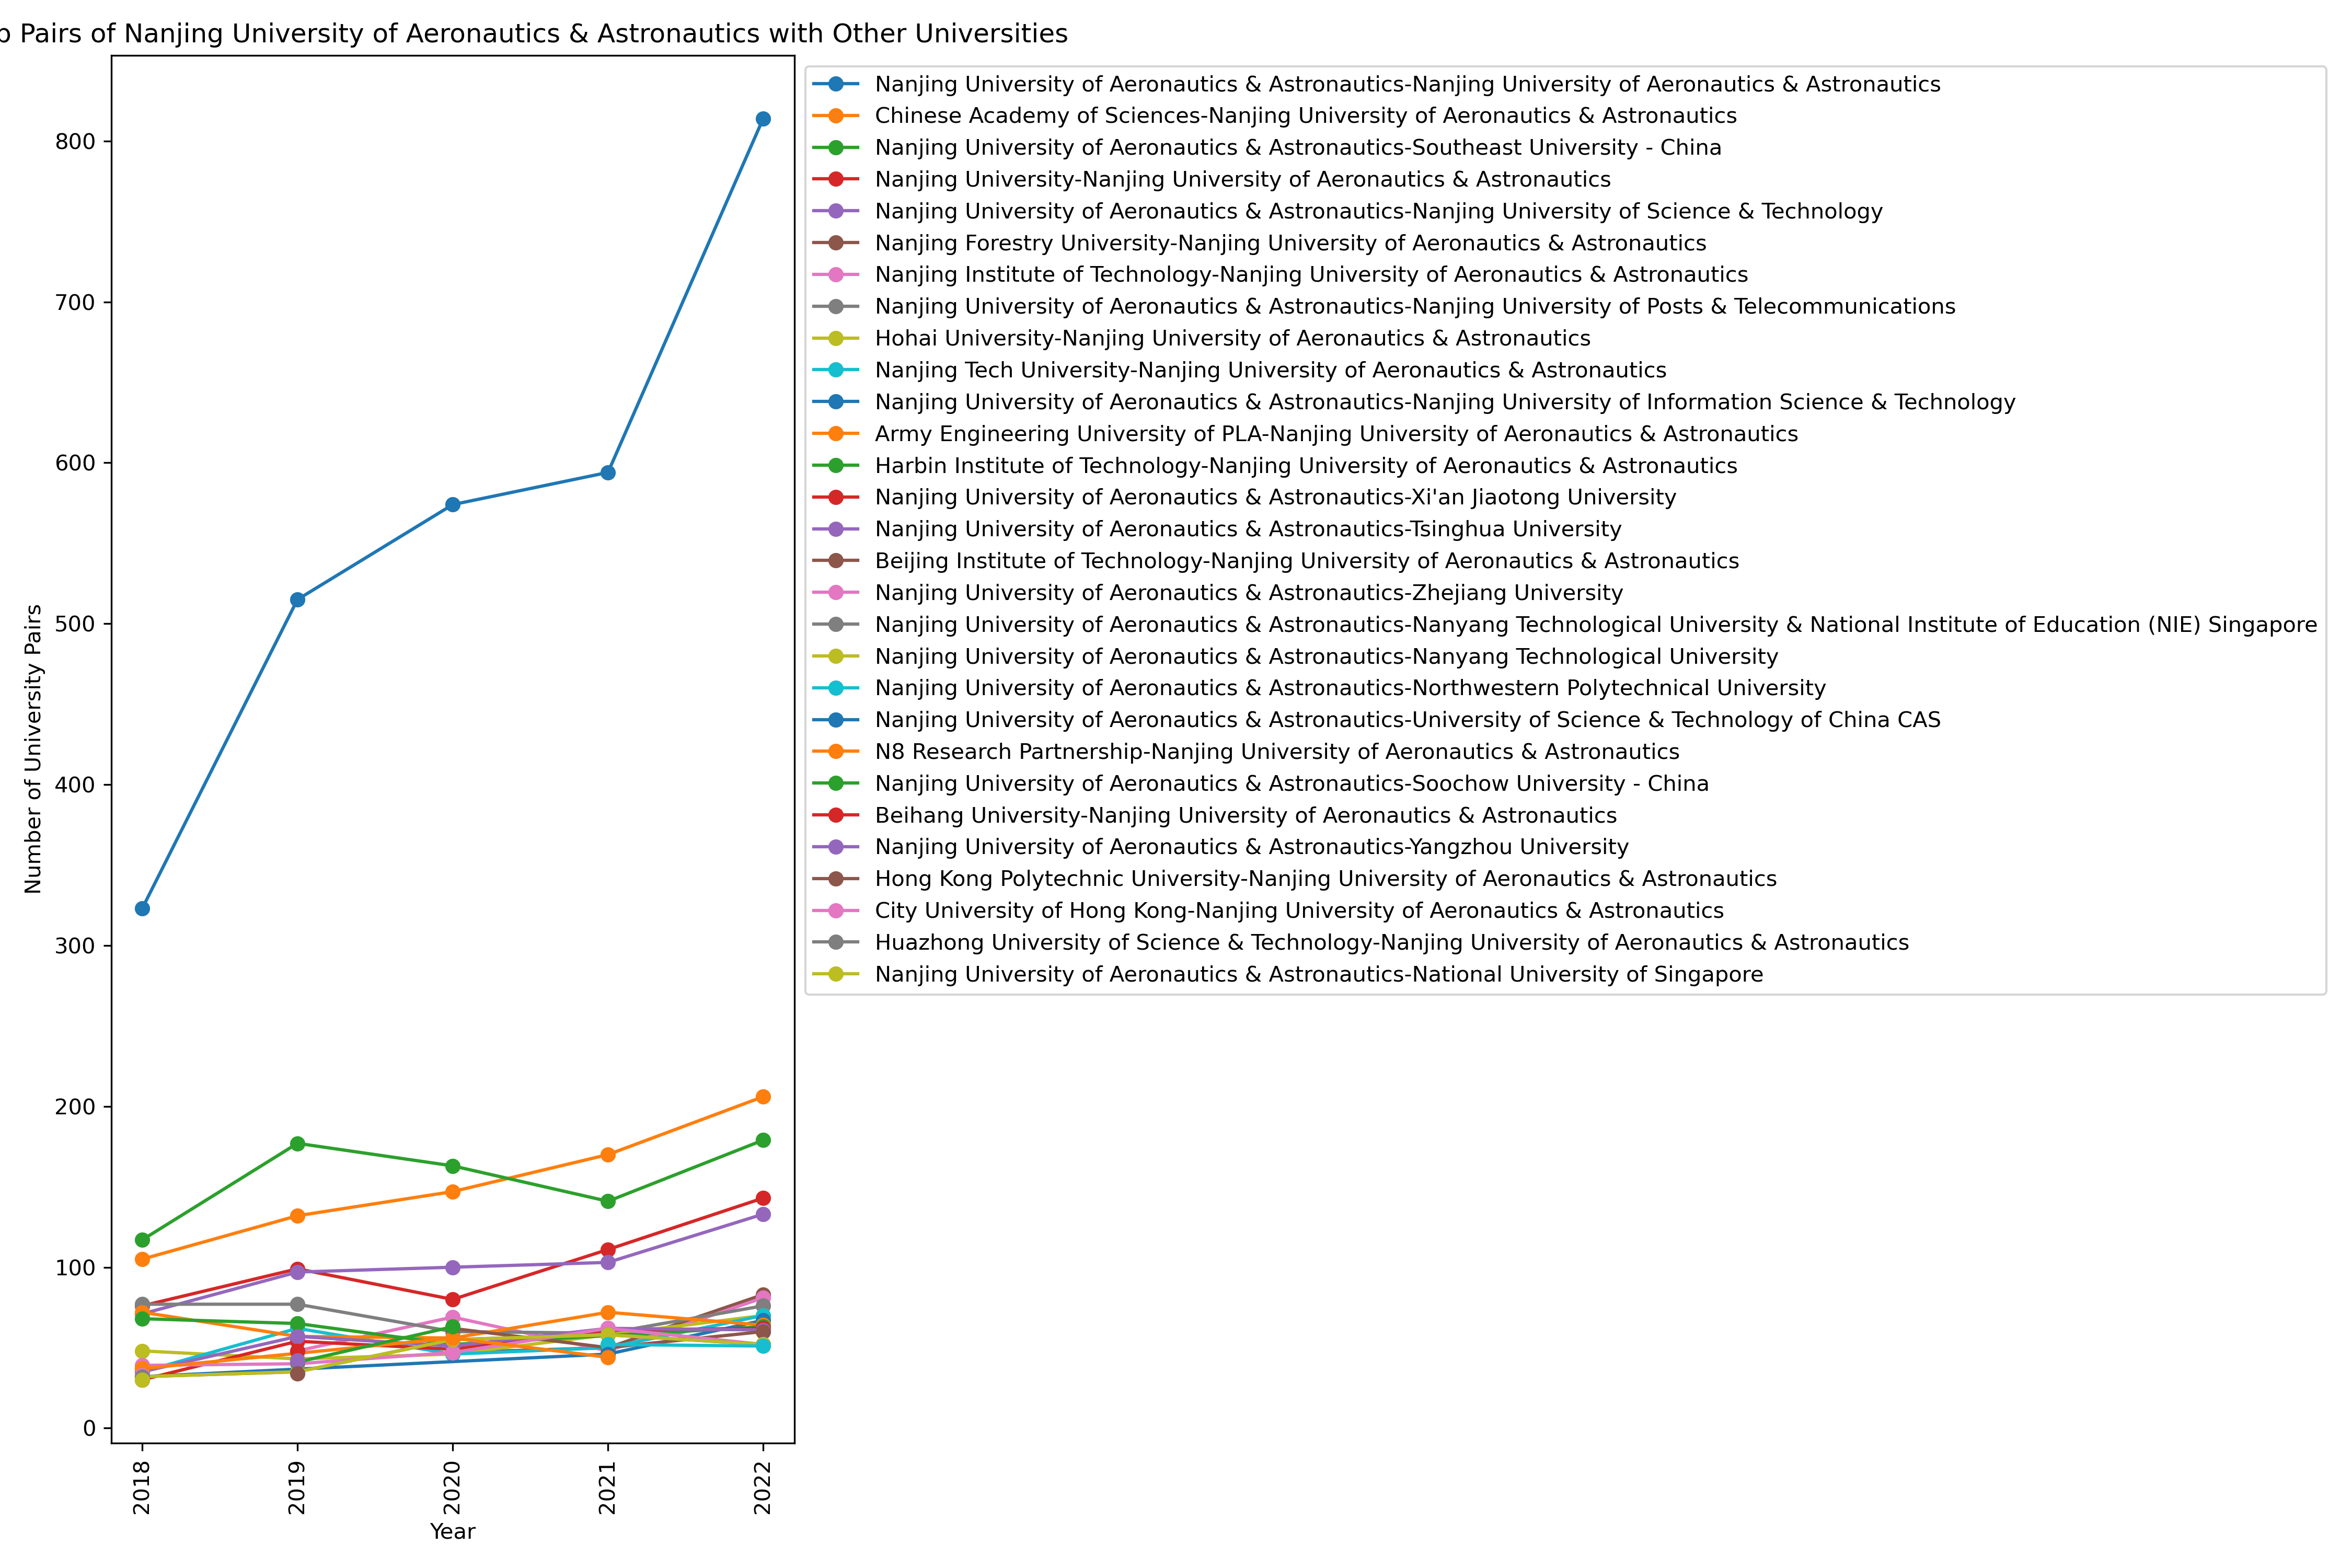 Pairs of Nanjing University of Aeronautics & Astronautics with Other Universities
Nanjing University of Aeronautics & Astronautics-Nanjing University of Aeronautics & Astronautics
Chinese Academy of Sciences-Nanjing University of Aeronautics & Astronautics
Nanjing University of Aeronautics & Astronautics-Southeast University - China
Nanjing University-Nanjing University of Aeronautics & Astronautics
Nanjing University of Aeronautics & Astronautics-Nanjing University of Science & Technology
Nanjing Forestry University-Nanjing University of Aeronautics & Astronautics
Nanjing Institute of Technology-Nanjing University of Aeronautics & Astronautics
Nanjing University of Aeronautics & Astronautics-Nanjing University of Posts & Telecommunications
Hohai University-Nanjing University of Aeronautics & Astronautics
Nanjing Tech University-Nanjing University of Aeronautics & Astronautics
Nanjing University of Aeronautics & Astronautics-Nanjing University of Information Science & Technology
Army Engineering University of PLA-Nanjing University of Aeronautics & Astronautics
Harbin Institute of Technology-Nanjing University of Aeronautics & Astronautics
Nanjing University of Aeronautics & Astronautics-Xi'an Jiaotong University
Nanjing University of Aeronautics & Astronautics-Tsinghua University
Beijing Institute of Technology-Nanjing University of Aeronautics & Astronautics
Nanjing University of Aeronautics & Astronautics-Zhejiang University
Nanjing University of Aeronautics & Astronautics-Nanyang Technological University & National Institute of Education (NIE) Singapore
Nanjing University of Aeronautics & Astronautics-Nanyang Technological University
Nanjing University of Aeronautics & Astronautics-Northwestern Polytechnical University
Nanjing University of Aeronautics & Astronautics-University of Science & Technology of China CAS
N8 Research Partnership-Nanjing University of Aeronautics & Astronautics
Nanjing University of Aeronautics & Astronautics-Soochow University - China
Beihang University-Nanjing University of Aeronautics & Astronautics
Nanjing University of Aeronautics & Astronautics-Yangzhou University
Hong Kong Polytechnic University-Nanjing University of Aeronautics & Astronautics
City University of Hong Kong-Nanjing University of Aeronautics & Astronautics
Huazhong University of Science & Technology-Nanjing University of Aeronautics & Astronautics
Nanjing University of Aeronautics & Astronautics-National University of Singapore
Number of University Pairs
800
700
600
500
400
300
200
100
0
2018
2019
2020
2021
2022
Year